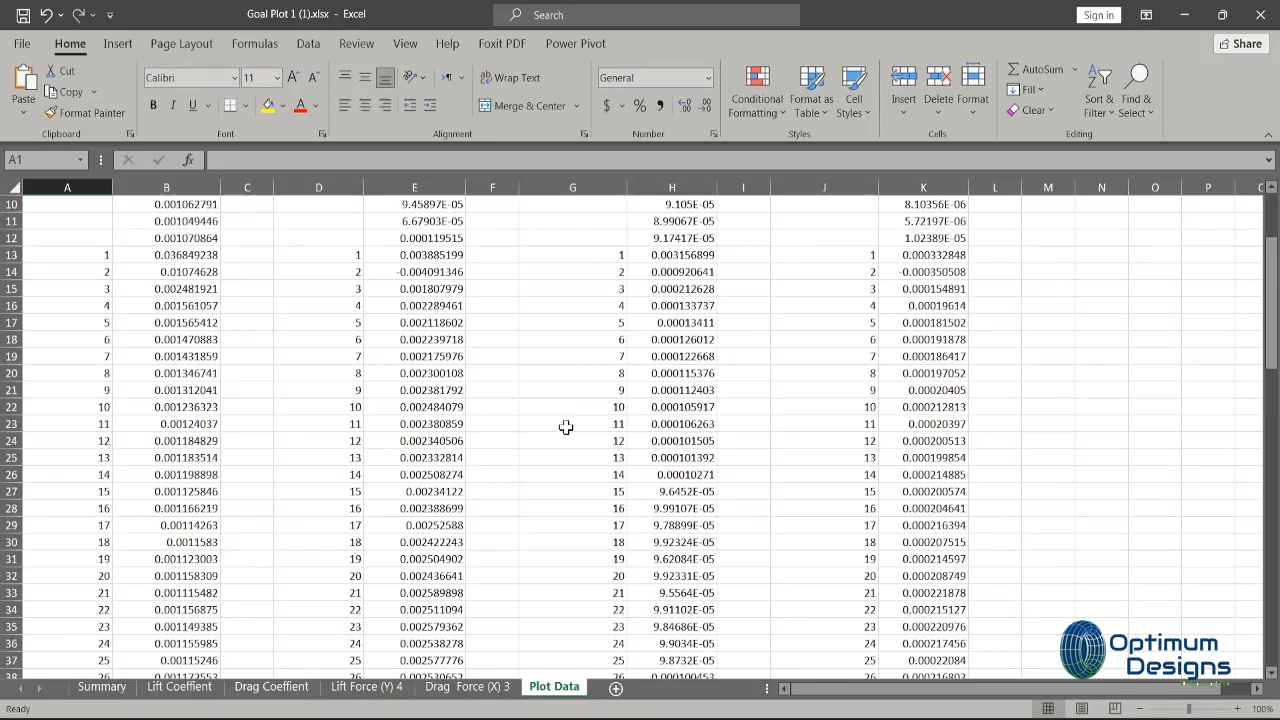 Goal Plot 1 (1).xlsx - Excel
Search
Sign in
File Home Insert Page Layout Formulas Data Review View Help Foxit PDF Power Pivot
Share
Paste
Cut
Copy
Format Painter
Calibri 11
B I U
Wrap Text
Merge & Center
General
$ % ,
Conditional Formatting
Format as Table
Cell Styles
Insert Delete Format
AutoSum
Fill
Clear
Sort & Filter
Find & Select
Clipboard Font Alignment Number Styles Cells Editing
A1 fx
A B C D E F G H I J K L M N O P
10 0.001062791 9.45897E-05 9.105E-05 8.10356E-06
11 0.001049446 6.67903E-05 8.99067E-05 5.72197E-06
12 0.001070864 0.000119515 9.17417E-05 1.02389E-05
13 1 0.036849238 1 0.003885199 1 0.003156899 1 0.000332848
14 2 0.01074628 2 -0.004091346 2 0.000920641 2 -0.000350508
15 3 0.002481921 3 0.001807979 3 0.000212628 3 0.000154891
16 4 0.001561057 4 0.002289461 4 0.000133737 4 0.00019614
17 5 0.001565412 5 0.002118602 5 0.00013411 5 0.000181502
18 6 0.001470883 6 0.002239718 6 0.000126012 6 0.000191878
19 7 0.001431859 7 0.002175976 7 0.000122668 7 0.000186417
20 8 0.001346741 8 0.002300108 8 0.000115376 8 0.000197052
21 9 0.001312041 9 0.002381792 9 0.000112403 9 0.00020405
22 10 0.001236323 10 0.002484079 10 0.000105917 10 0.000212813
23 11 0.00124037 11 0.002380859 11 0.000106263 11 0.00020397
24 12 0.001184829 12 0.002340506 12 0.000101505 12 0.000200513
25 13 0.001183514 13 0.002332814 13 0.000101392 13 0.000199854
26 14 0.001198898 14 0.002508274 14 0.00010271 14 0.000214885
27 15 0.001125846 15 0.00234122 15 9.6452E-05 15 0.000200574
28 16 0.001166219 16 0.002388699 16 9.99107E-05 16 0.000204641
29 17 0.00114263 17 0.00252588 17 9.78899E-05 17 0.000216394
30 18 0.0011583 18 0.002422243 18 9.92324E-05 18 0.000207515
31 19 0.001123003 19 0.002504902 19 9.62084E-05 19 0.000214597
32 20 0.001158309 20 0.002436641 20 9.92331E-05 20 0.000208749
33 21 0.00115482 21 0.002589898 21 9.5564E-05 21 0.000221878
34 22 0.001156875 22 0.002511094 22 9.91102E-05 22 0.000215127
35 23 0.001149385 23 0.002579362 23 9.84686E-05 23 0.000220976
36 24 0.001155985 24 0.002538278 24 9.9034E-05 24 0.000217456
37 25 0.00115246 25 0.002577776 25 9.8732E-05 25 0.00022084
Optimum
Designs
Summary Lift Coeffient Drag Coeffient Lift Force (Y) 4 Drag Force (X) 3 Plot Data
Ready
100%